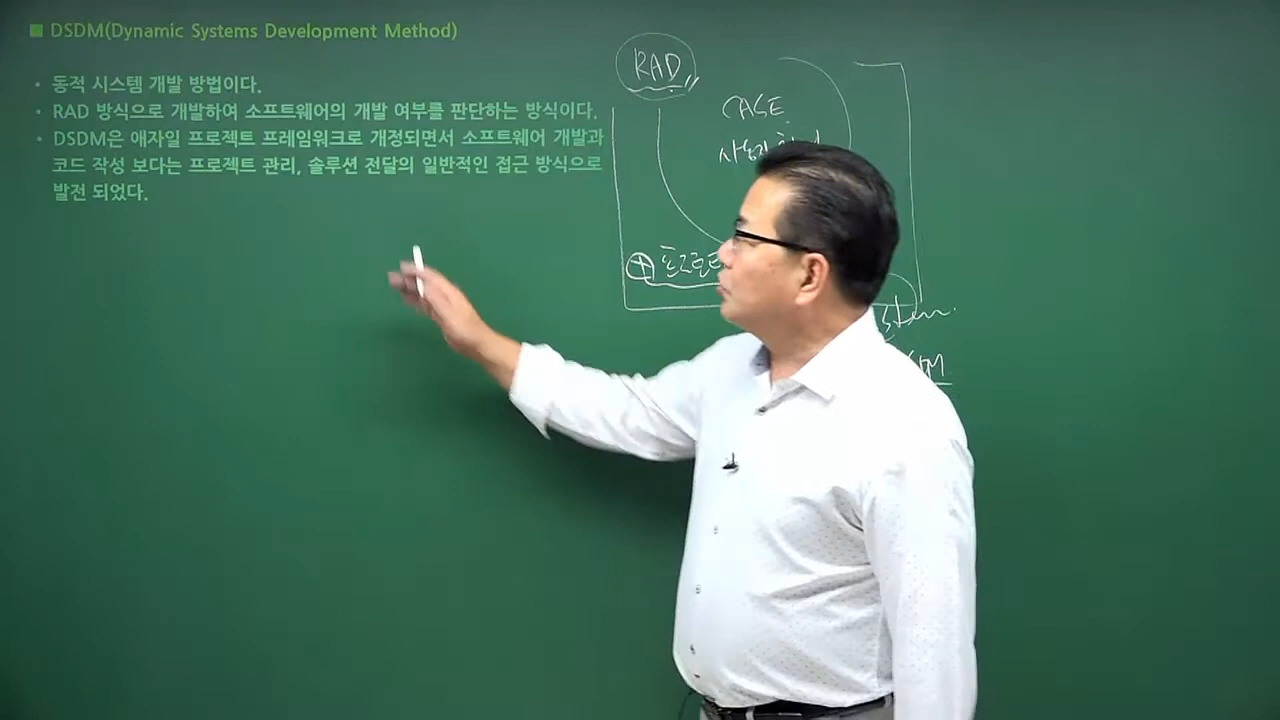 ■ DSDM(Dynamic Systems Development Method)
• 동적 시스템 개발 방법이다.
• RAD 방식으로 개발하여 소프트웨어의 개발 여부를 판단하는 방식이다.
• DSDM은 애자일 프로젝트 프레임워크로 개정되면서 소프트웨어 개발과
코드 작성 보다는 프로젝트 관리, 솔루션 전달의 일반적인 접근 방식으로
발전 되었다.
RAD
CASE
+ 프로토